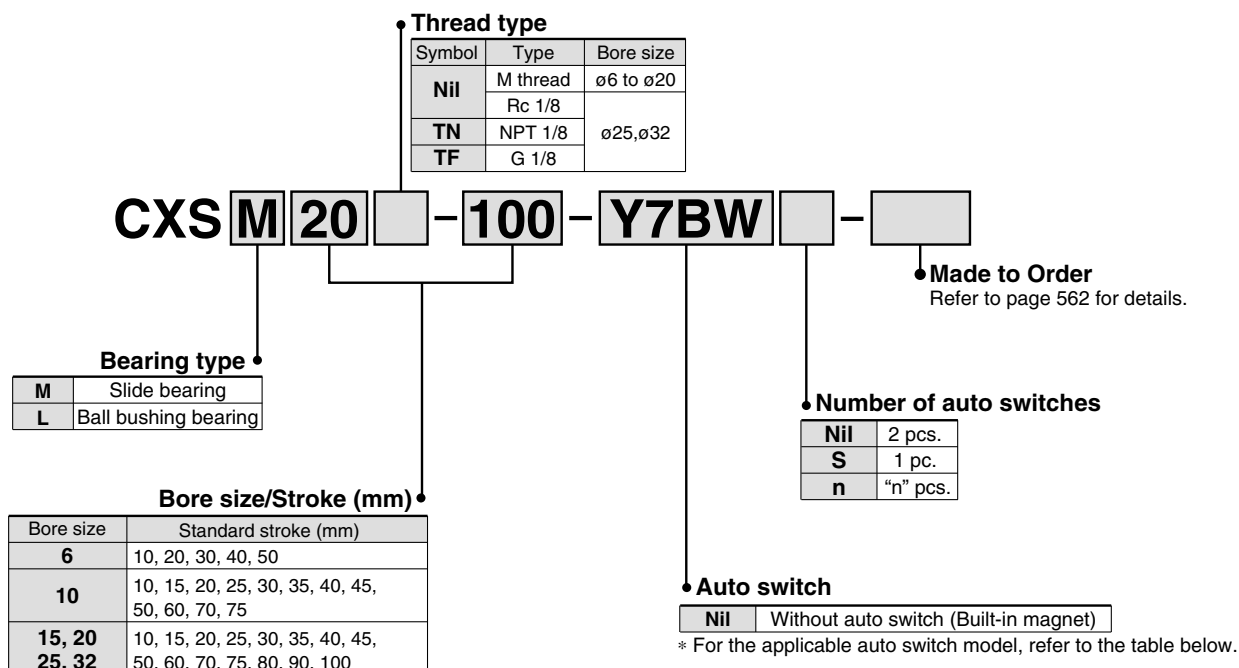 Thread type
Symbol Type Bore size
Nil M thread ø6 to ø20
Rc 1/8 ø25,ø32
TN NPT 1/8
TF G 1/8
CXS M 20 – 100 – Y7BW –
Made to Order
Refer to page 562 for details.
Bearing type
M Slide bearing
L Ball bushing bearing
Number of auto switches
Nil 2 pcs.
S 1 pc.
n “n” pcs.
Bore size/Stroke (mm)
Bore size Standard stroke (mm)
6 10, 20, 30, 40, 50
10 10, 15, 20, 25, 30, 35, 40, 45,
50, 60, 70, 75
15, 20 10, 15, 20, 25, 30, 35, 40, 45,
25, 32 50, 60, 70, 75, 80, 90, 100
Auto switch
Nil Without auto switch (Built-in magnet)
∗ For the applicable auto switch model, refer to the table below.